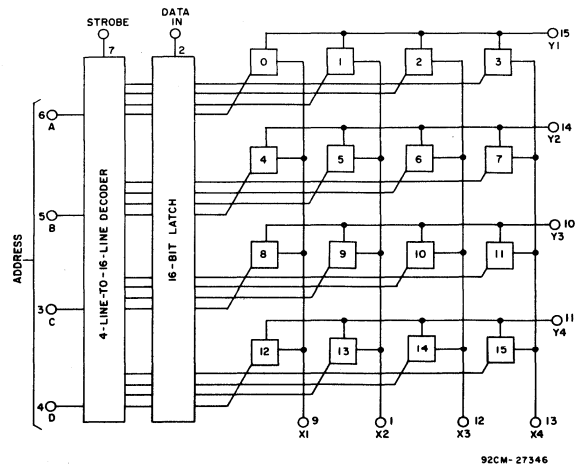 STROBE
DATA
IN
7
2
15
Y1
0
1
2
3
6
A
14
Y2
4
5
6
7
ADDRESS
4-LINE-TO-16-LINE DECODER
16-BIT LATCH
5
B
10
Y3
8
9
10
11
3
C
11
Y4
12
13
14
15
4
D
9
X1
1
X2
12
X3
13
X4
92CM-27346